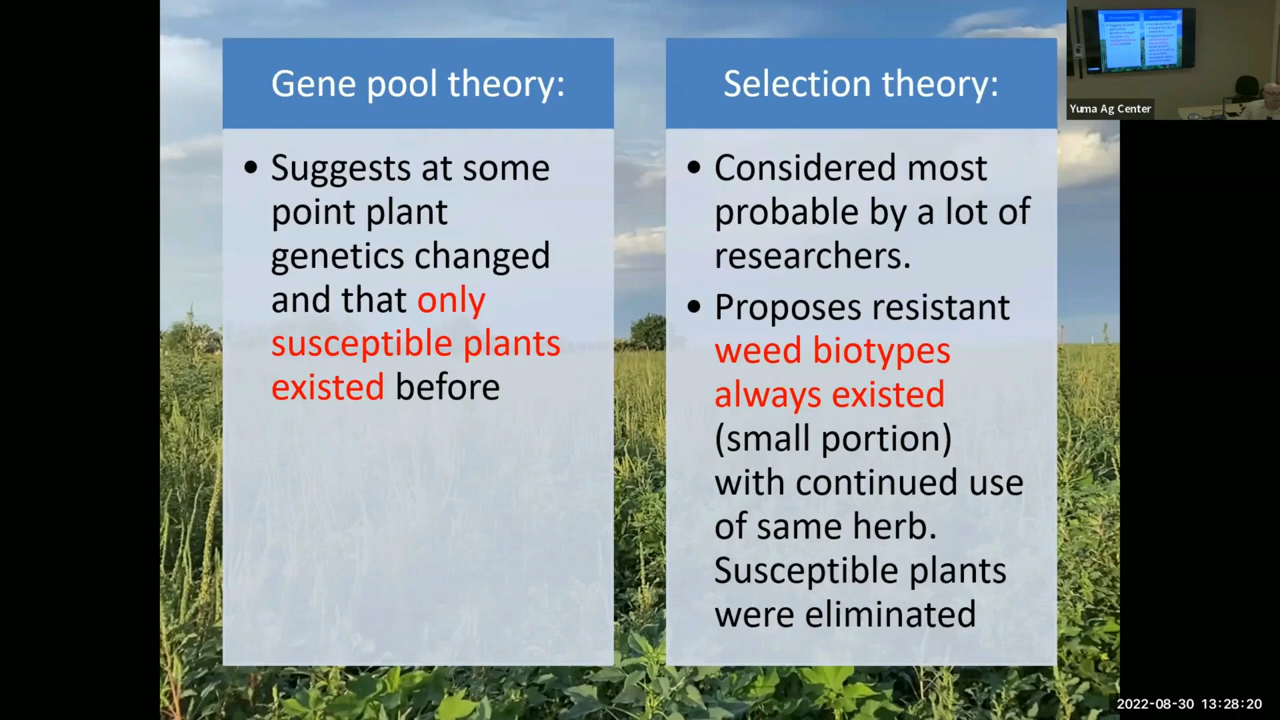 Gene pool theory:
• Suggests at some
point plant
genetics changed
and that only
susceptible plants
existed before
Selection theory:
• Considered most
probable by a lot of
researchers.
• Proposes resistant
weed biotypes
always existed
(small portion)
with continued use
of same herb.
Susceptible plants
were eliminated
Yuma Ag Center
2022-08-30 13:28:20